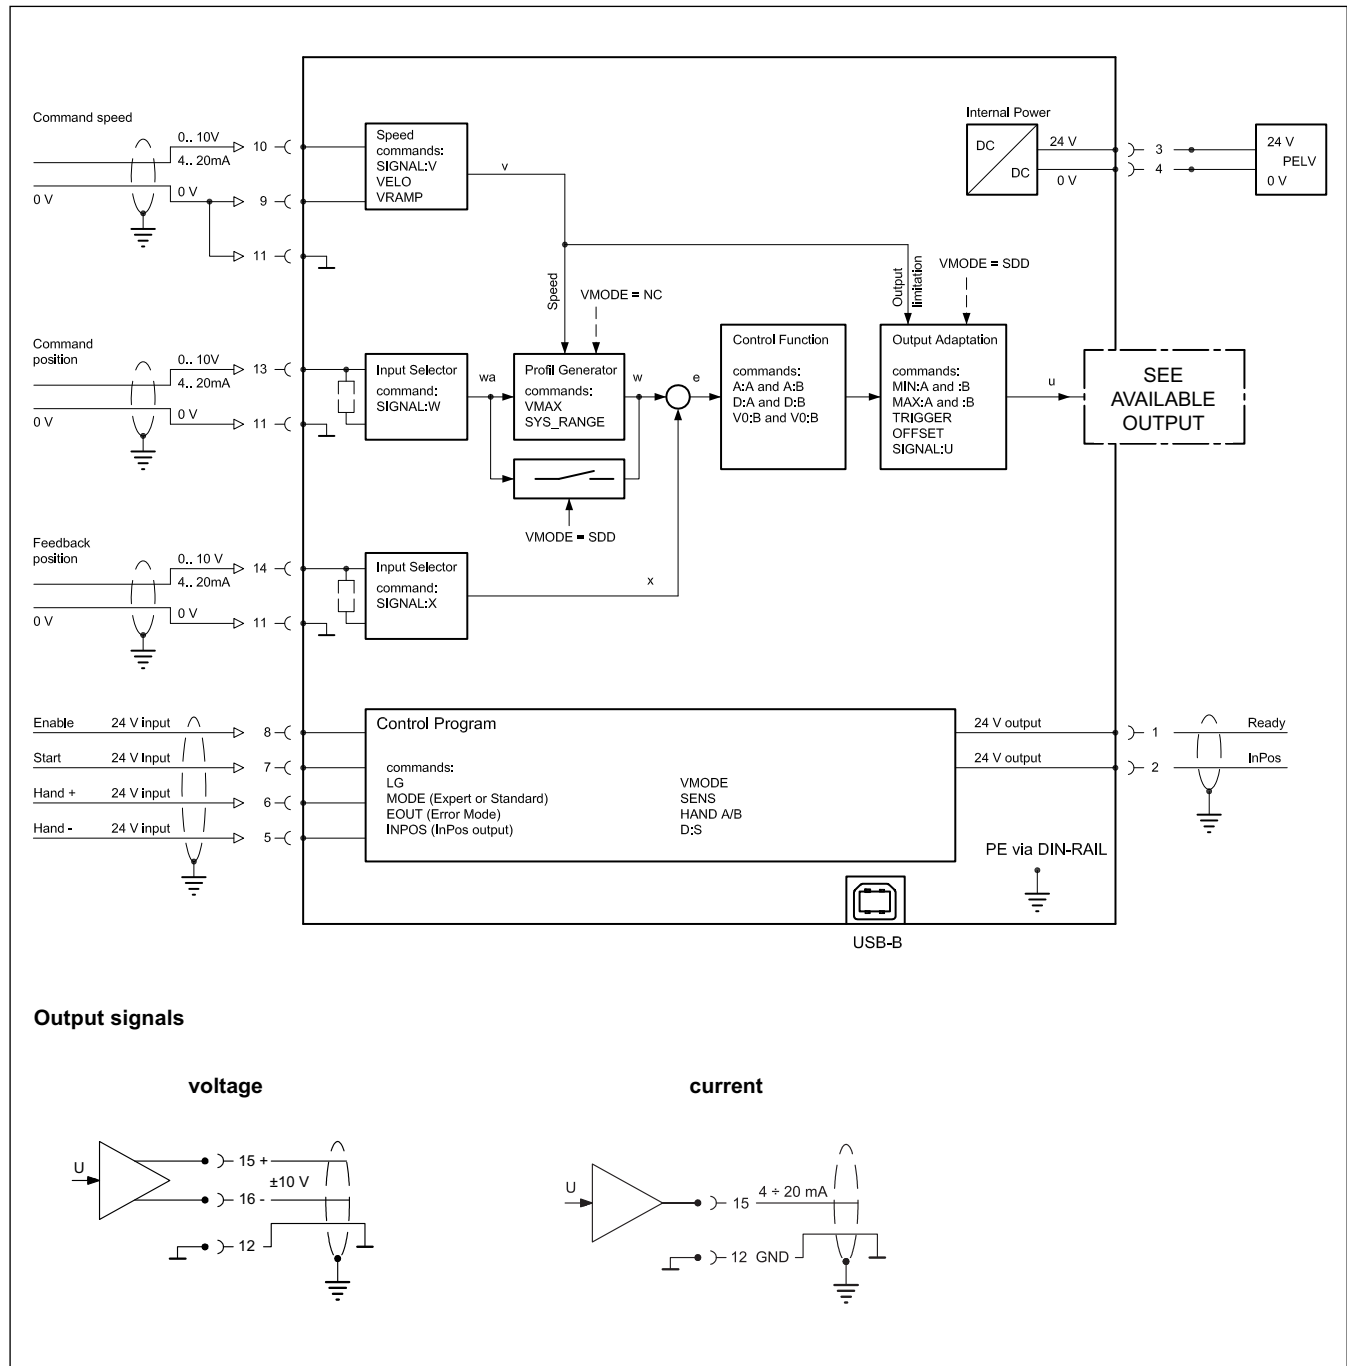 Command speed
0.. 10V
4.. 20mA
0 V
0 V
10
9
11
Speed
commands:
SIGNAL:V
VELO
VRAMP
v
Internal Power
DC
DC
24 V
0 V
3
4
24 V
PELV
0 V
Speed
VMODE = NC
Output
limitation
VMODE = SDD
Command
position
0.. 10V
4.. 20mA
0 V
0 V
13
11
Input Selector
command:
SIGNAL:W
wa
Profil Generator
commands:
VMAX
SYS_RANGE
w
e
Control Function
commands:
A:A and A:B
D:A and D:B
V0:B and V0:B
Output Adaptation
commands:
MIN:A and :B
MAX:A and :B
TRIGGER
OFFSET
SIGNAL:U
u
SEE
AVAILABLE
OUTPUT
VMODE = SDD
Feedback
position
0.. 10 V
4.. 20mA
0 V
0 V
14
11
Input Selector
command:
SIGNAL:X
x
Enable 24 V input 8
Start 24 V Input 7
Hand + 24 V input 6
Hand - 24 V input 5
Control Program
commands:
LG
MODE (Expert or Standard)
EOUT (Error Mode)
INPOS (InPos output)
VMODE
SENS
HAND A/B
D:S
24 V output 1 Ready
24 V output 2 InPos
PE via DIN-RAIL
USB-B
Output signals
voltage
U
15 +
±10 V
16 -
12
current
U
15 4 ÷ 20 mA
12 GND